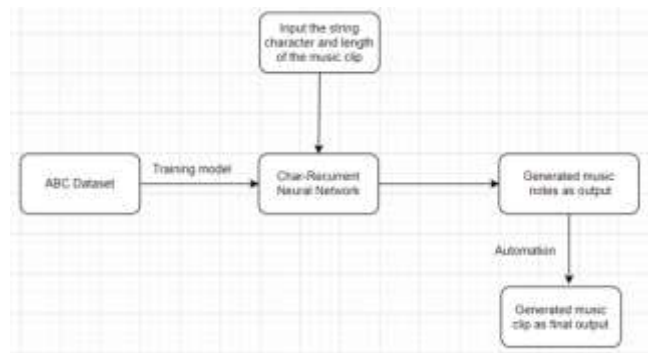 Input the string
character and length
of the music clip
ABC Dataset
Training model
Char-Recurrent
Neural Network
Generated music
notes as output
Automation
Generated music
clip as final output